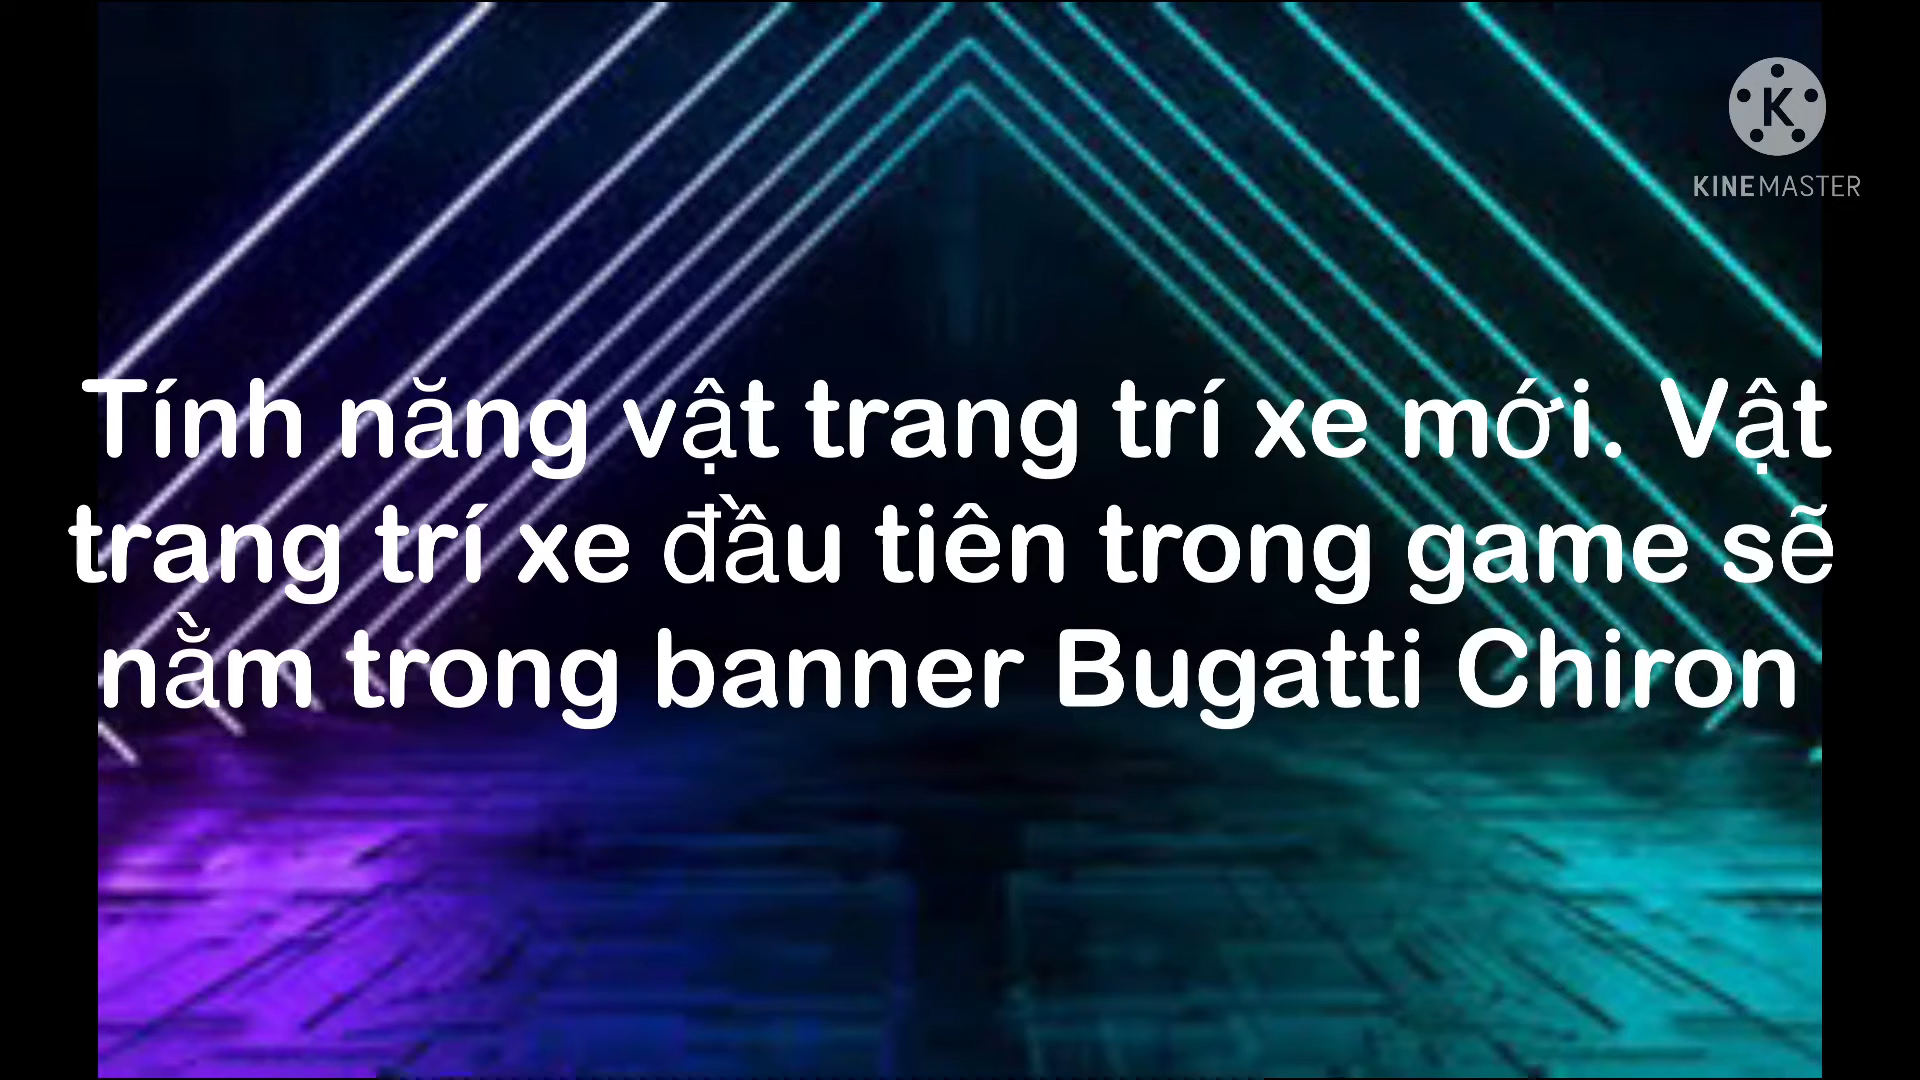 K
KINEMASTER
Tính năng vật trang trí xe mới. Vật
trang trí xe đầu tiên trong game sẽ
nằm trong banner Bugatti Chiron